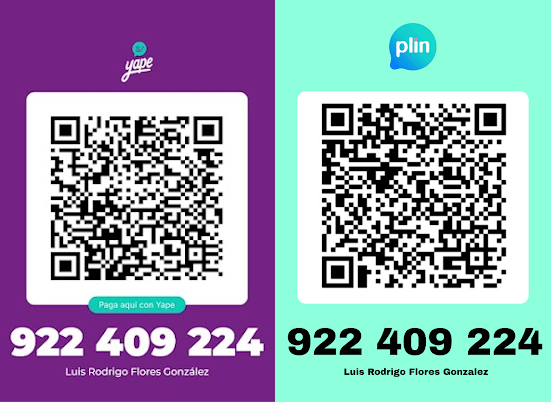 yape
Paga aquí con Yape
922 409 224
Luis Rodrigo Flores González
plin
922 409 224
Luis Rodrigo Flores Gonzalez